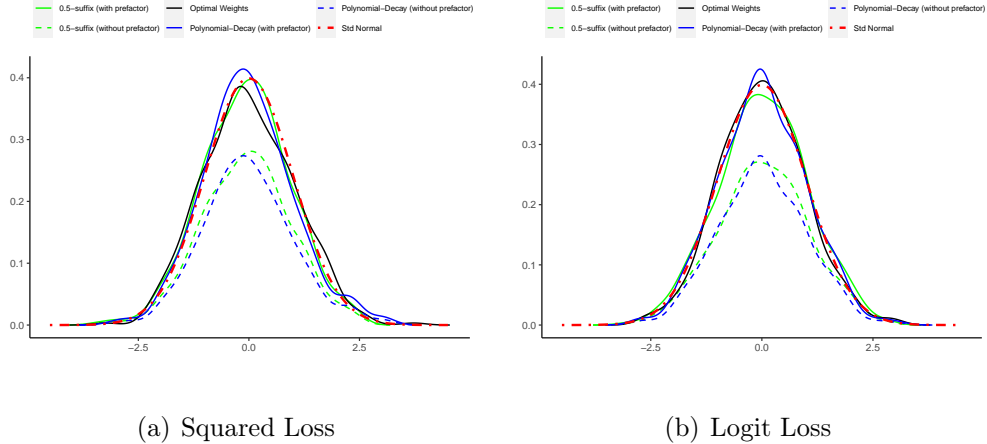 0.5−suffix (with prefactor) Optimal Weights Polynomial−Decay (without prefactor)
0.5−suffix (without prefactor) Polynomial−Decay (with prefactor) Std Normal
0.4
0.3
0.2
0.1
0.0
−2.5 0.0 2.5
(a) Squared Loss
0.5−suffix (with prefactor) Optimal Weights Polynomial−Decay (without prefactor)
0.5−suffix (without prefactor) Polynomial−Decay (with prefactor) Std Normal
0.4
0.3
0.2
0.1
0.0
−2.5 0.0 2.5
(b) Logit Loss